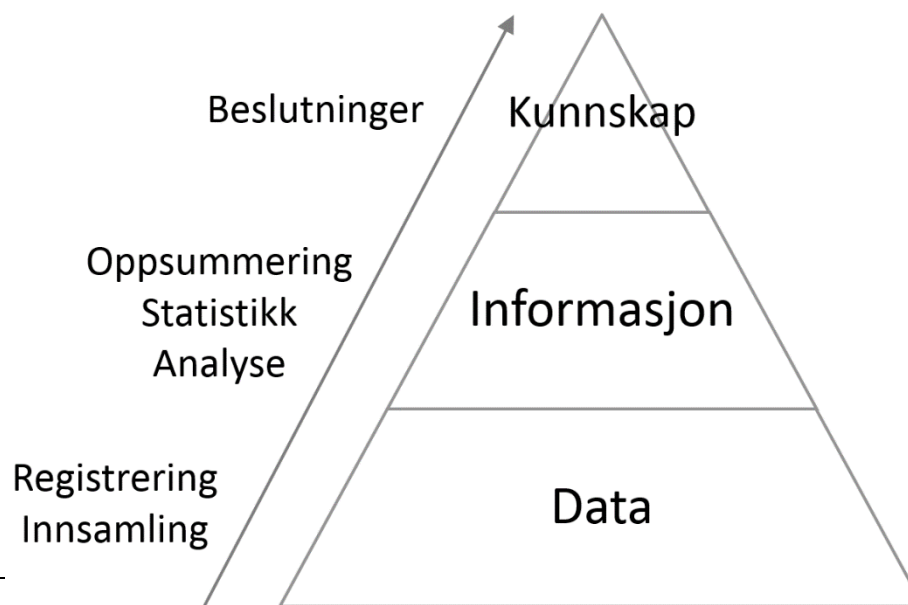 Beslutninger
Kunnskap
Oppsummering
Statistikk
Analyse
Informasjon
Registrering
Innsamling
Data